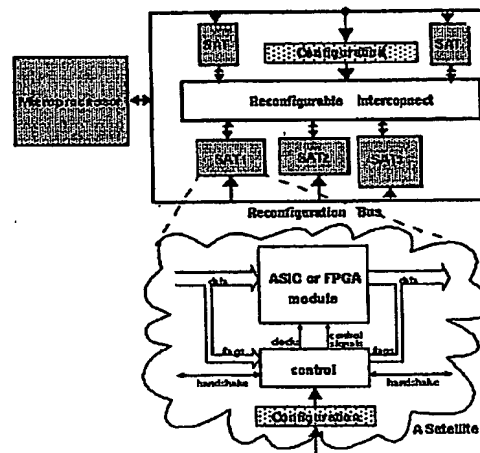 SAT
SAT
Configuration
Microprocessor
Reconfigurable Interconnect
SAT1
SAT2
SAT3
Reconfiguration Bus
ASIC or FPGA
module
data
data
clocks
control
signals
flags
flags
control
handshake
handshake
Configuration
A Satellite